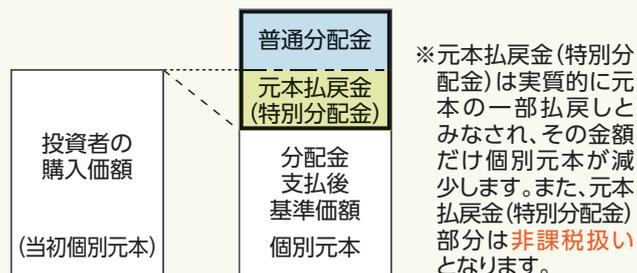 普通分配金
元本払戻金
(特別分配金)
投資者の
購入価額
(当初個別元本)
分配金
支払後
基準価額
個別元本
※元本払戻金(特別分
配金)は実質的に元
本の一部払戻しと
みなされ、その金額
だけ個別元本が減
少します。また、元本
払戻金(特別分配金)
部分は非課税扱い
となります。